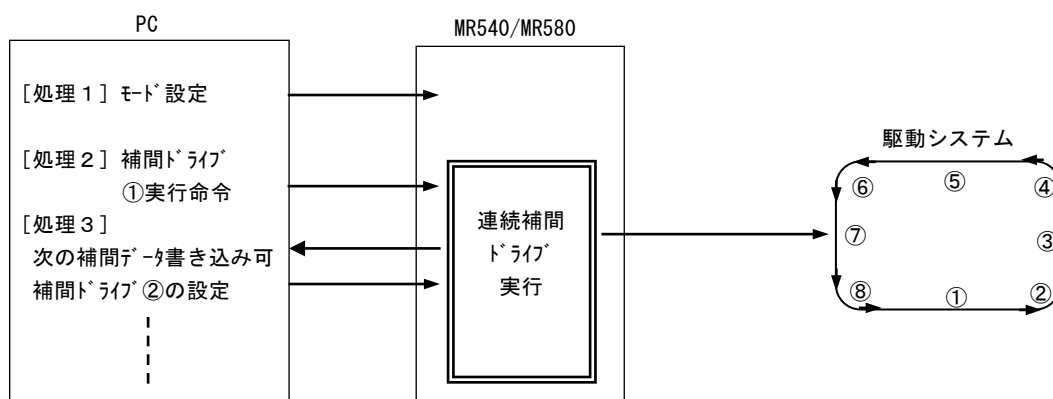 PC
MR540/MR580
[処理１] ﾓｰﾄﾞ設定
[処理２] 補間ﾄﾞﾗｲﾌﾞ
①実行命令
[処理３]
次の補間ﾃﾞｰﾀ書き込み可
補間ﾄﾞﾗｲﾌﾞ②の設定
連続補間
ﾄﾞﾗｲﾌﾞ
実行
駆動システム
⑥
⑤
④
⑦
③
⑧
①
②